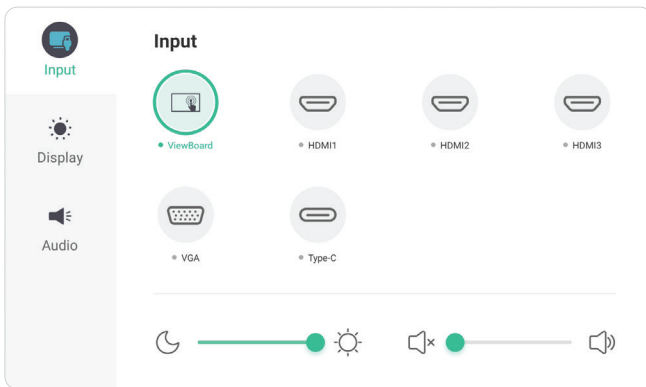 Input
Display
Audio
Input
ViewBoard
HDMI1
HDMI2
HDMI3
VGA
Type-C